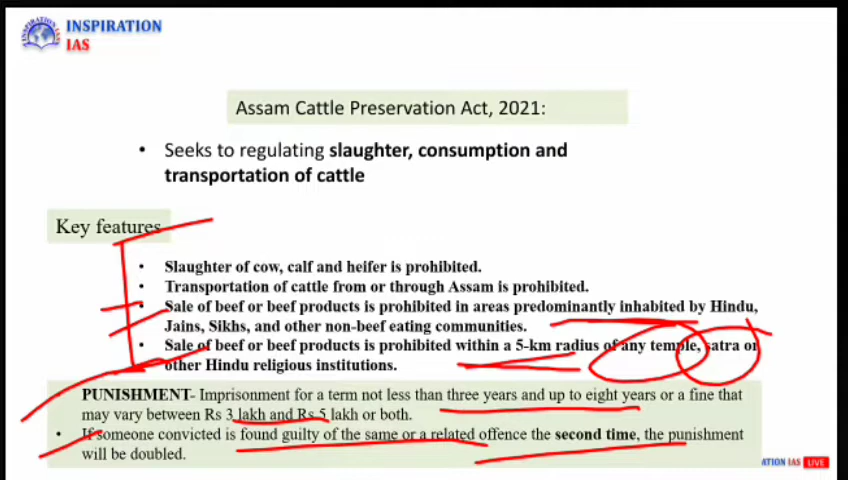 INSPIRATION
IAS
Assam Cattle Preservation Act, 2021:
• Seeks to regulating slaughter, consumption and
transportation of cattle
Key features
• Slaughter of cow, calf and heifer is prohibited.
• Transportation of cattle from or through Assam is prohibited.
• Sale of beef or beef products is prohibited in areas predominantly inhabited by Hindu,
Jains, Sikhs, and other non-beef eating communities.
• Sale of beef or beef products is prohibited within a 5-km radius of any temple, satra or
other Hindu religious institutions.
PUNISHMENT- Imprisonment for a term not less than three years and up to eight years or a fine that
may vary between Rs 3 lakh and Rs 5 lakh or both.
• If someone convicted is found guilty of the same or a related offence the second time, the punishment
will be doubled.
ATION IAS LIVE